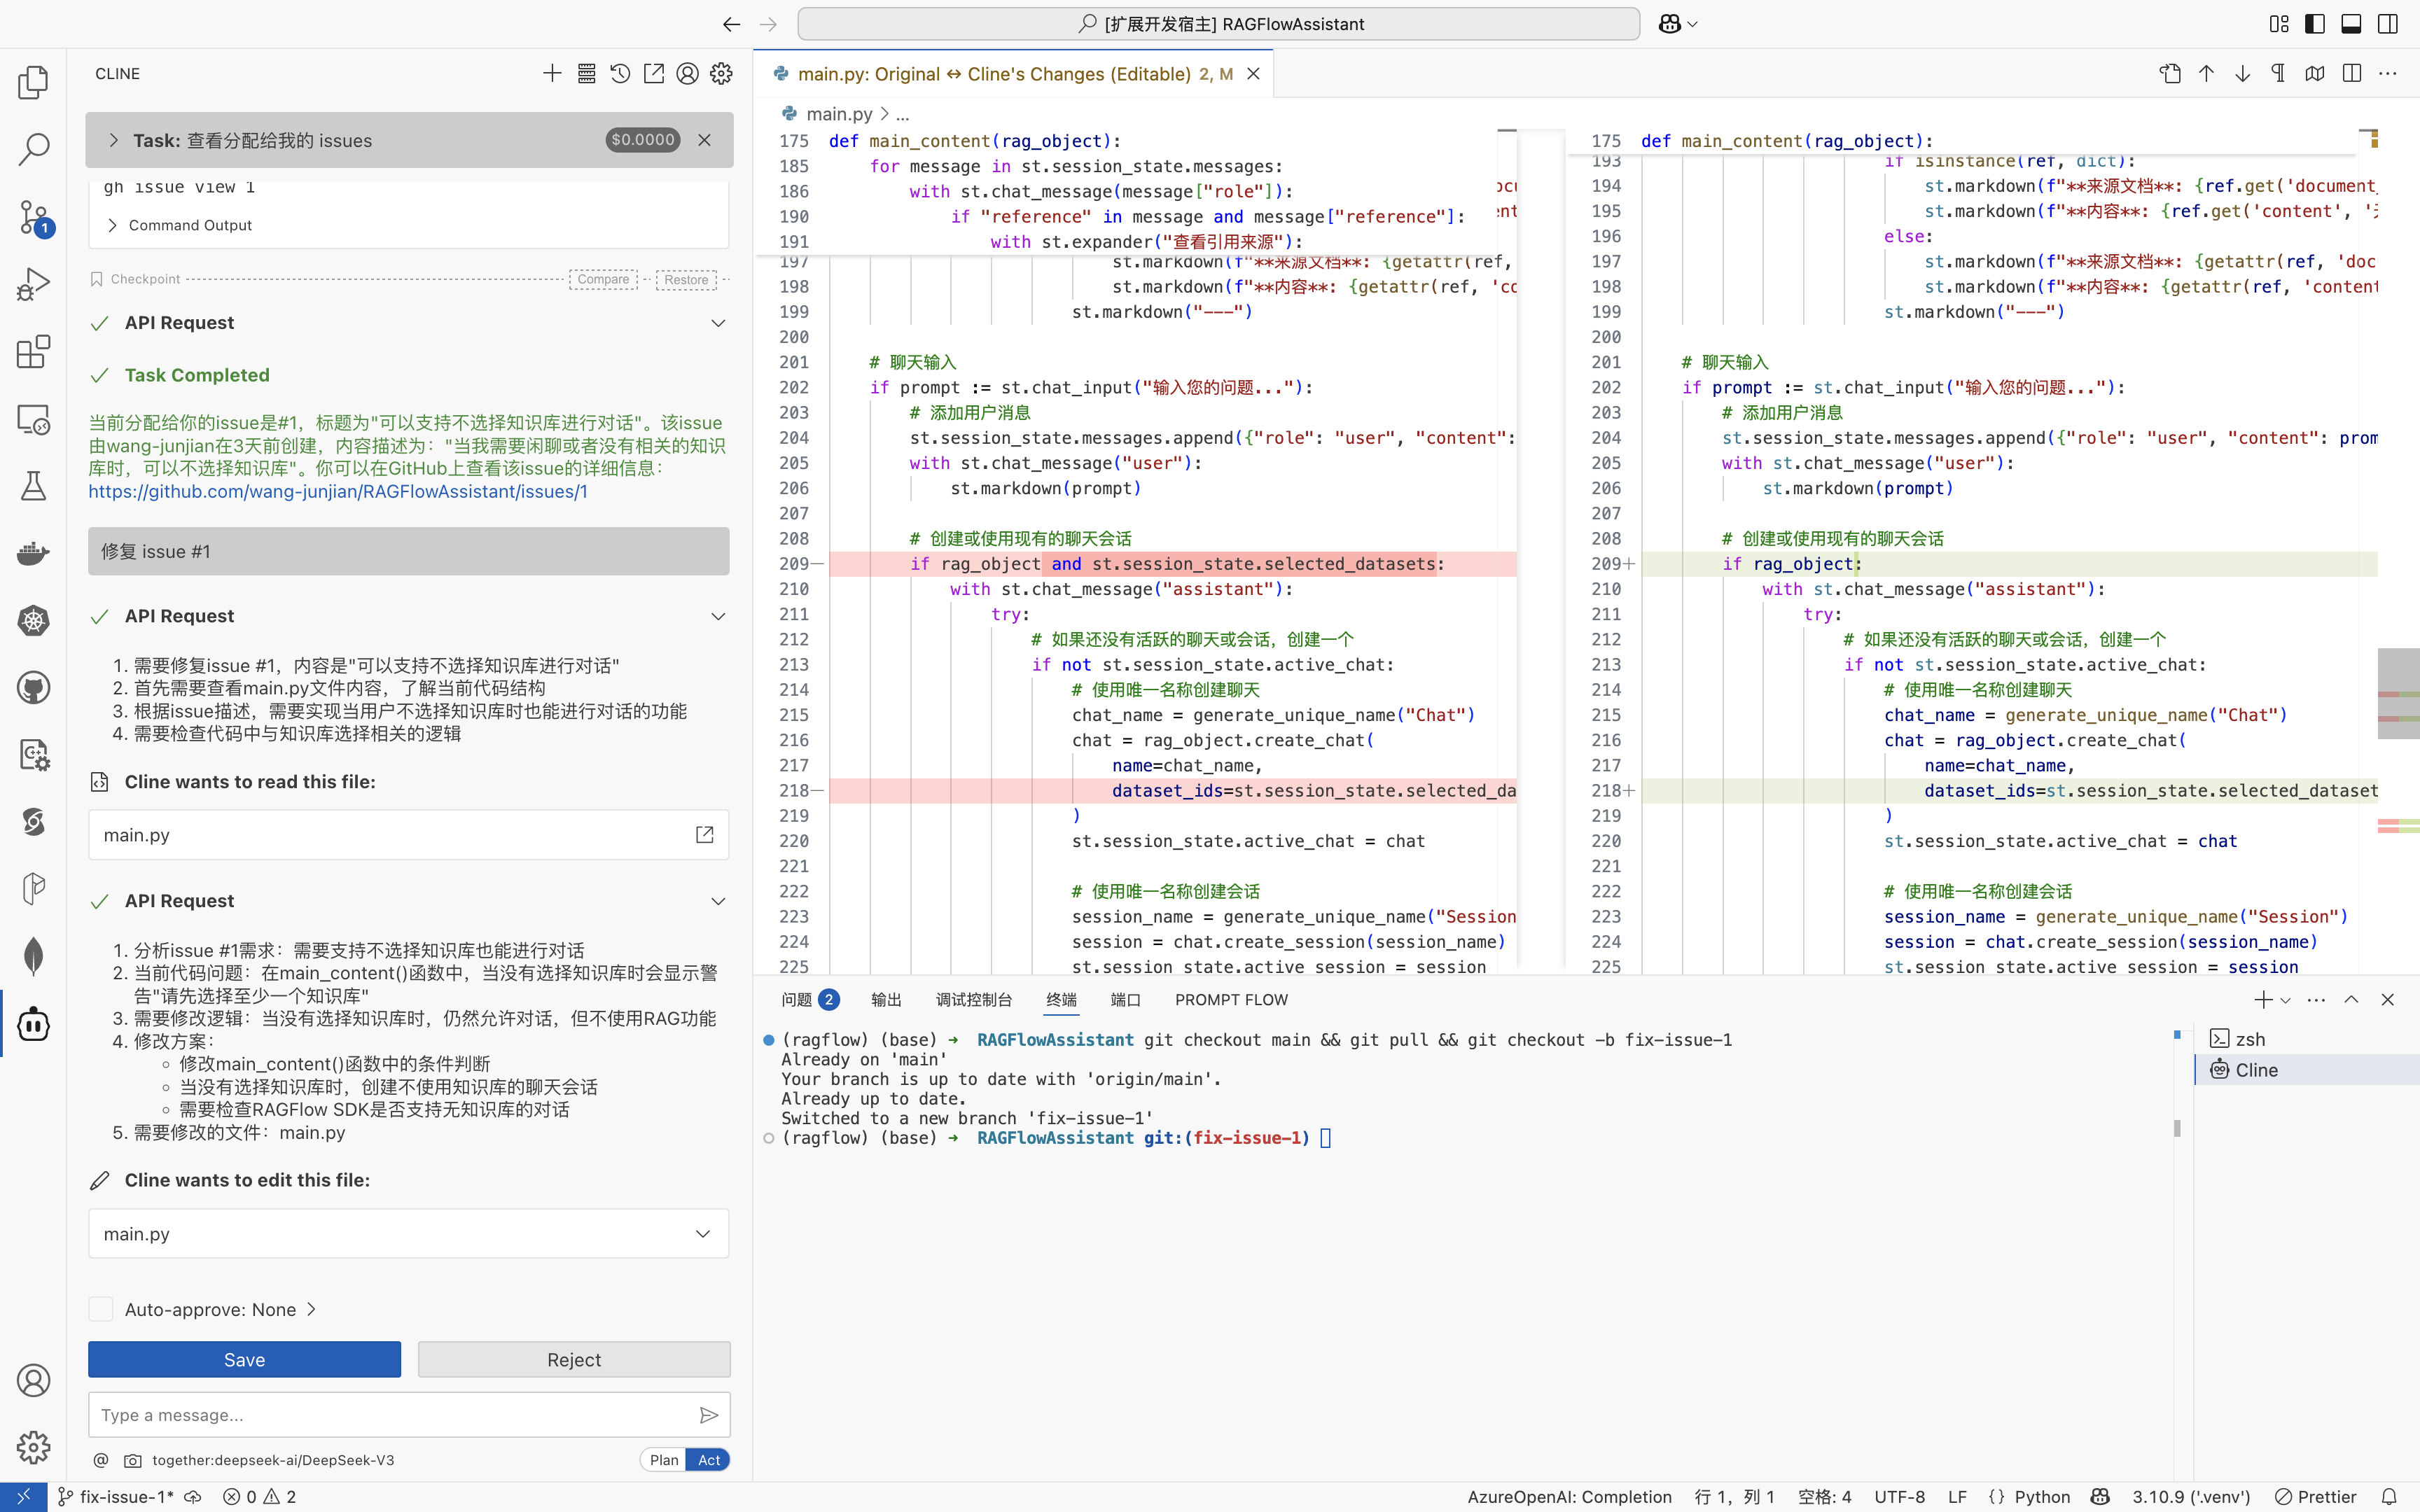 [扩展开发宿主] RAGFlowAssistant
CLINE
Task: 查看分配给我的 issues
$0.0000
gh issue view 1
Command Output
Checkpoint
Compare
Restore
API Request
Task Completed
当前分配给你的issue是#1，标题为"可以支持不选择知识库进行对话"。该issue
由wang-junjian在3天前创建，内容描述为："当我需要闲聊或者没有相关的知识
库时，可以不选择知识库"。你可以在GitHub上查看该issue的详细信息：
https://github.com/wang-junjian/RAGFlowAssistant/issues/1
修复 issue #1
API Request
1. 需要修复issue #1，内容是"可以支持不选择知识库进行对话"
2. 首先需要查看main.py文件内容，了解当前代码结构
3. 根据issue描述，需要实现当用户不选择知识库时也能进行对话的功能
4. 需要检查代码中与知识库选择相关的逻辑
Cline wants to read this file:
main.py
API Request
1. 分析issue #1需求：需要支持不选择知识库也能进行对话
2. 当前代码问题：在main_content()函数中，当没有选择知识库时会显示警
告"请先选择至少一个知识库"
3. 需要修改逻辑：当没有选择知识库时，仍然允许对话，但不使用RAG功能
4. 修改方案：
◦ 修改main_content()函数中的条件判断
◦ 当没有选择知识库时，创建不使用知识库的聊天会话
◦ 需要检查RAGFlow SDK是否支持无知识库的对话
5. 需要修改的文件：main.py
Cline wants to edit this file:
main.py
Auto-approve: None
Save
Reject
Type a message...
@ together:deepseek-ai/DeepSeek-V3
Plan
Act
main.py: Original ↔ Cline's Changes (Editable) 2, M
main.py > ...
175 def main_content(rag_object):
185 for message in st.session_state.messages:
186 with st.chat_message(message["role"]):
190 if "reference" in message and message["reference"]:
191 with st.expander("查看引用来源"):
197 st.markdown(f"**来源文档**: {getattr(ref,
198 st.markdown(f"**内容**: {getattr(ref, 'co
199 st.markdown("---")
200
201 # 聊天输入
202 if prompt := st.chat_input("输入您的问题..."):
203 # 添加用户消息
204 st.session_state.messages.append({"role": "user", "content":
205 with st.chat_message("user"):
206 st.markdown(prompt)
207
208 # 创建或使用现有的聊天会话
209— if rag_object and st.session_state.selected_datasets:
210 with st.chat_message("assistant"):
211 try:
212 # 如果还没有活跃的聊天或会话，创建一个
213 if not st.session_state.active_chat:
214 # 使用唯一名称创建聊天
215 chat_name = generate_unique_name("Chat")
216 chat = rag_object.create_chat(
217 name=chat_name,
218— dataset_ids=st.session_state.selected_da
219 )
220 st.session_state.active_chat = chat
221
222 # 使用唯一名称创建会话
223 session_name = generate_unique_name("Session
224 session = chat.create_session(session_name)
225 st.session_state.active_session = session
175 def main_content(rag_object):
193 if isinstance(ref, dict):
194 st.markdown(f"**来源文档**: {ref.get('document_
195 st.markdown(f"**内容**: {ref.get('content', '
196 else:
197 st.markdown(f"**来源文档**: {getattr(ref, 'doc
198 st.markdown(f"**内容**: {getattr(ref, 'content
199 st.markdown("---")
200
201 # 聊天输入
202 if prompt := st.chat_input("输入您的问题..."):
203 # 添加用户消息
204 st.session_state.messages.append({"role": "user", "content": prom
205 with st.chat_message("user"):
206 st.markdown(prompt)
207
208 # 创建或使用现有的聊天会话
209+ if rag_object:
210 with st.chat_message("assistant"):
211 try:
212 # 如果还没有活跃的聊天或会话，创建一个
213 if not st.session_state.active_chat:
214 # 使用唯一名称创建聊天
215 chat_name = generate_unique_name("Chat")
216 chat = rag_object.create_chat(
217 name=chat_name,
218+ dataset_ids=st.session_state.selected_dataset
219 )
220 st.session_state.active_chat = chat
221
222 # 使用唯一名称创建会话
223 session_name = generate_unique_name("Session")
224 session = chat.create_session(session_name)
225 st.session_state.active_session = session
问题 2 输出 调试控制台 终端 端口 PROMPT FLOW
(ragflow) (base) → RAGFlowAssistant git checkout main && git pull && git checkout -b fix-issue-1
Already on 'main'
Your branch is up to date with 'origin/main'.
Already up to date.
Switched to a new branch 'fix-issue-1'
(ragflow) (base) → RAGFlowAssistant git:(fix-issue-1)
zsh
Cline
1
fix-issue-1* 0 2
AzureOpenAI: Completion 行 1，列 1 空格: 4 UTF-8 LF {} Python 3.10.9 ('.venv') Prettier